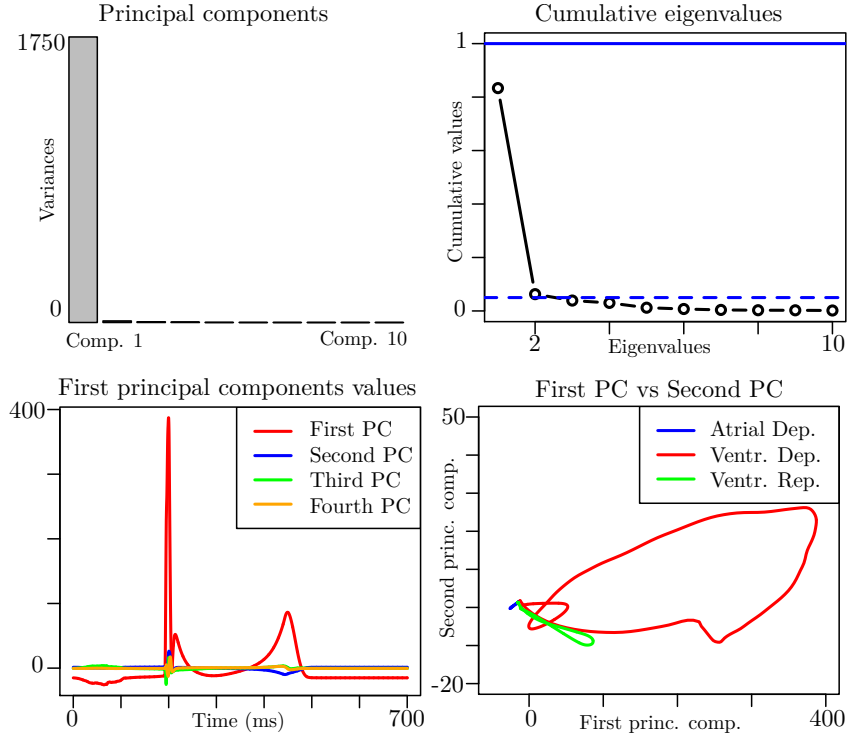 Principal components
1750
Variances
0
Comp. 1
Comp. 10
Cumulative eigenvalues
1
Cumulative values
0
2
10
Eigenvalues
First principal components values
400
0
First PC
Second PC
Third PC
Fourth PC
0
Time (ms)
700
First PC vs Second PC
50
Second princ. comp.
-20
Atrial Dep.
Ventr. Dep.
Ventr. Rep.
0
First princ. comp.
400